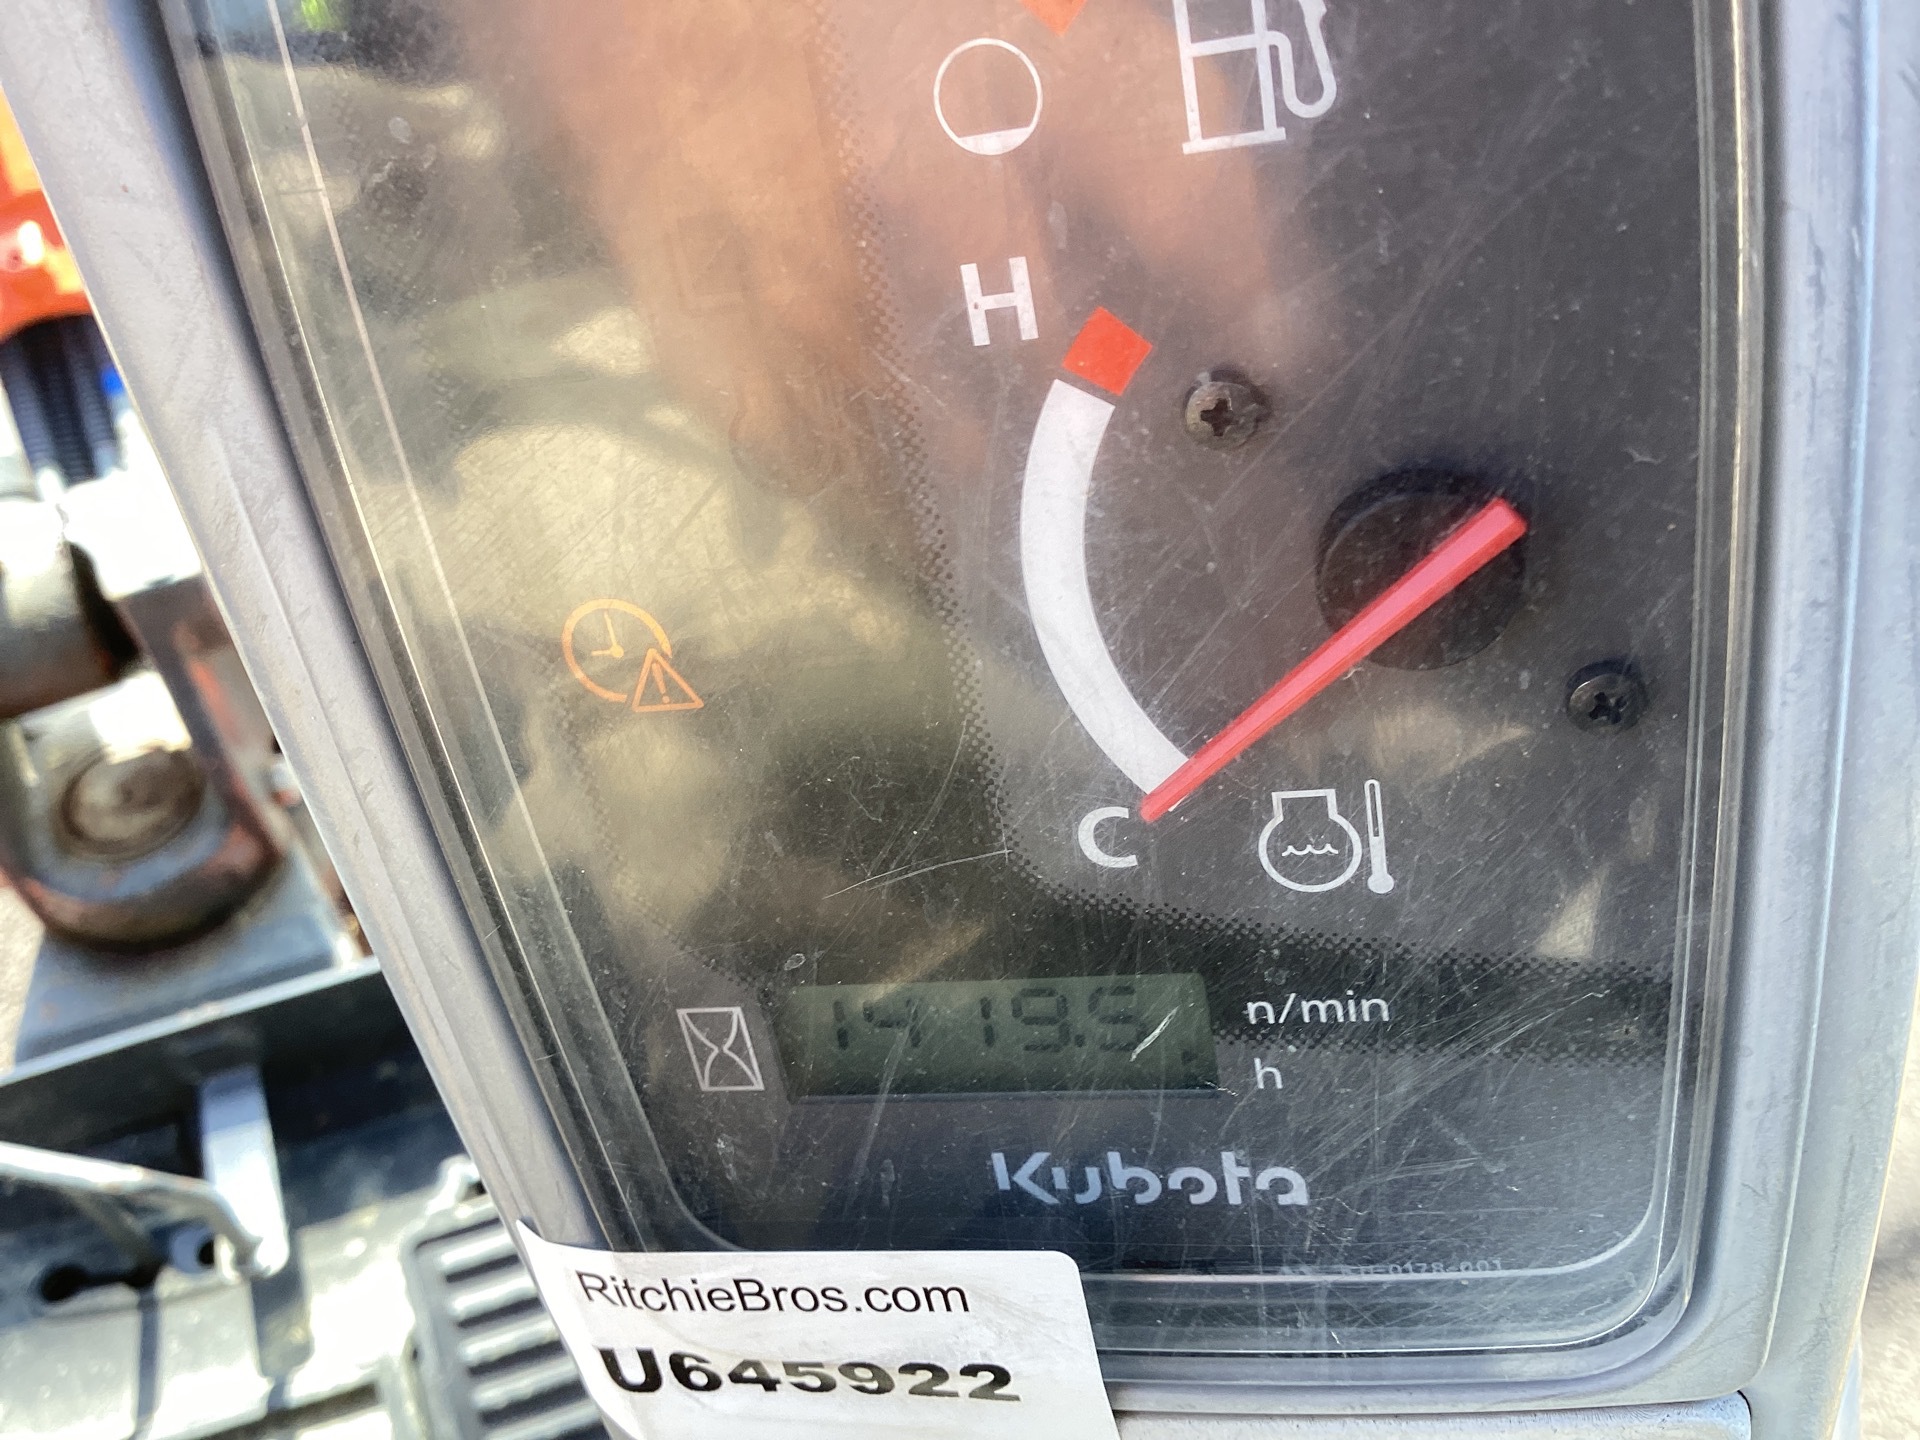 H
C
1419.5
n/min
h
Kubota
RitchieBros.com
U645922